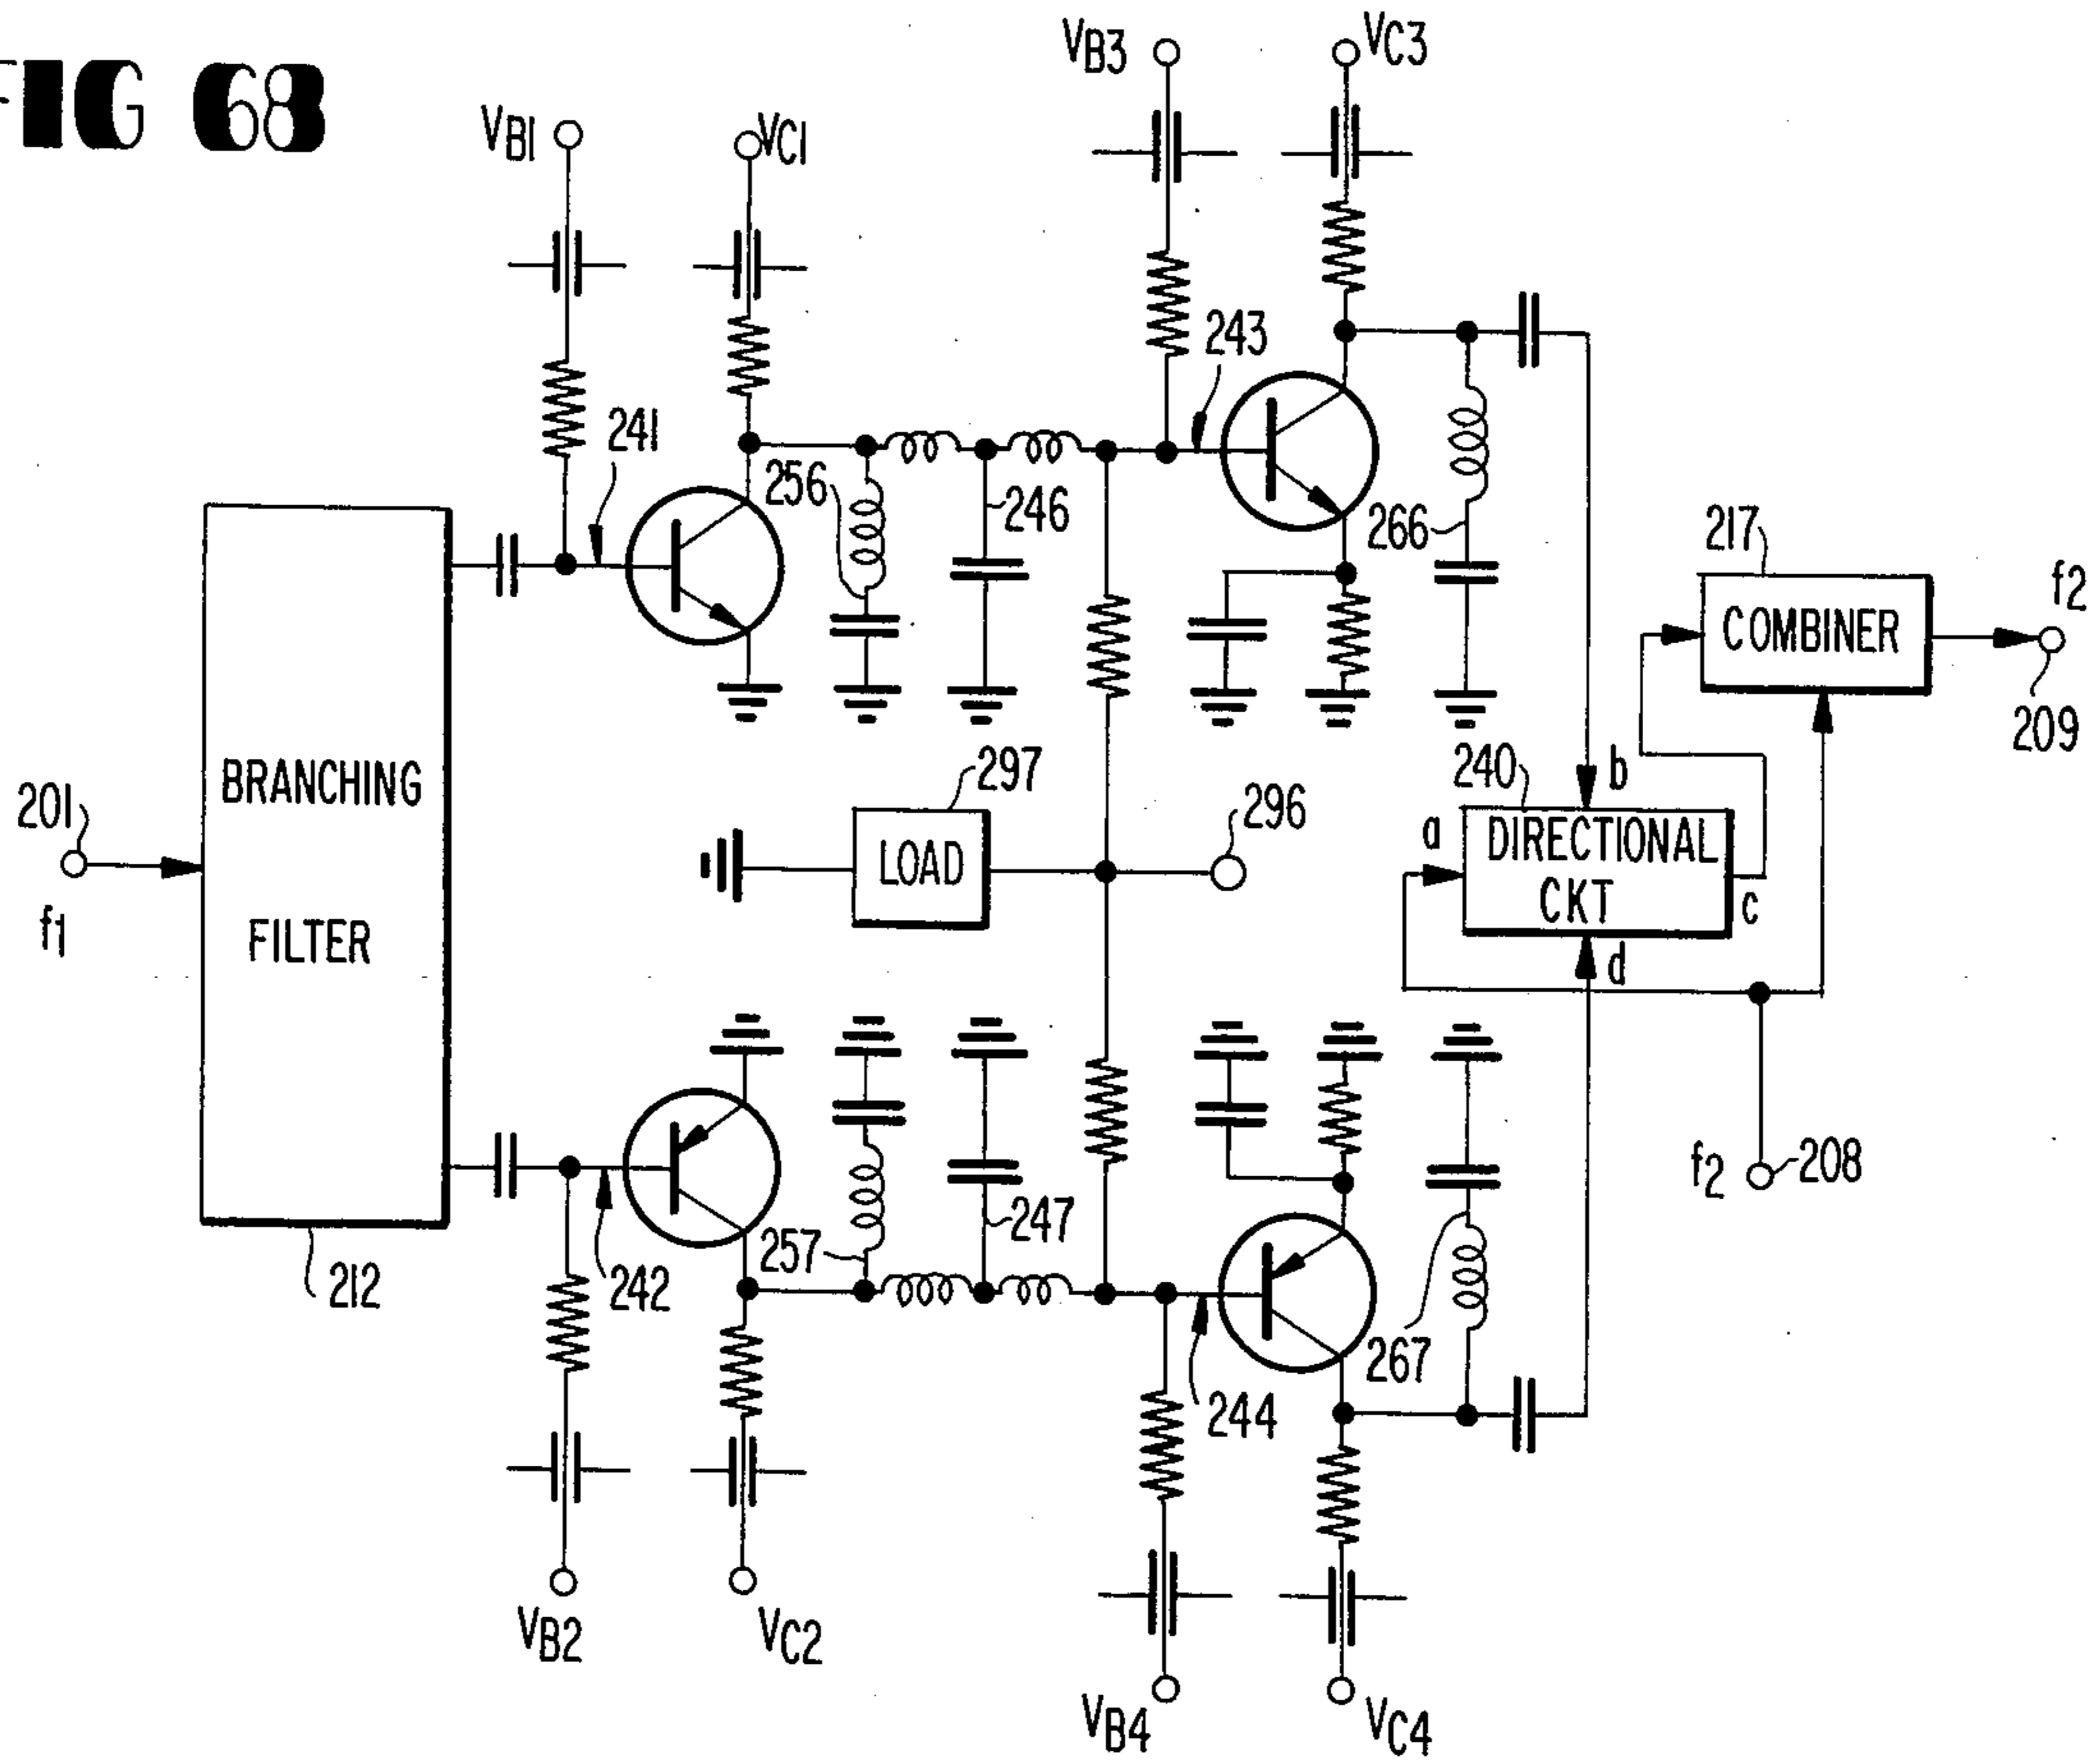 FIG 68
VB3
VC3
VB1
VC1
243
241
256
246
266
217
f2
COMBINER
209
297
240
b
BRANCHING
FILTER
201
f1
LOAD
296
a
DIRECTIONAL
CKT
c
d
f2
208
212
242
257
247
267
244
VB2
VC2
VB4
VC4